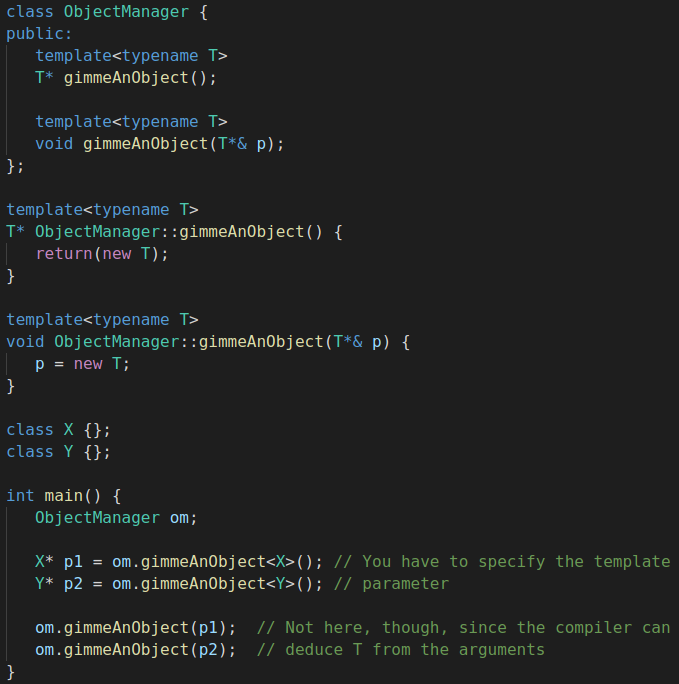 class ObjectManager {
public:
   template<typename T>
   T* gimmeAnObject();

   template<typename T>
   void gimmeAnObject(T*& p);
};

template<typename T>
T* ObjectManager::gimmeAnObject() {
   return(new T);
}

template<typename T>
void ObjectManager::gimmeAnObject(T*& p) {
   p = new T;
}

class X {};
class Y {};

int main() {
   ObjectManager om;

   X* p1 = om.gimmeAnObject<X>(); // You have to specify the template
   Y* p2 = om.gimmeAnObject<Y>(); // parameter

   om.gimmeAnObject(p1);  // Not here, though, since the compiler can
   om.gimmeAnObject(p2);  // deduce T from the arguments
}